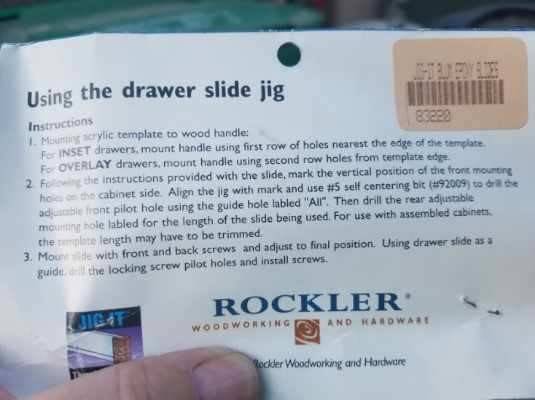 JIG-IT BLUM EPOXY SLIDES
83220
Using the drawer slide jig
Instructions
1. Mounting acrylic template to wood handle:
For INSET drawers, mount handle using first row of holes nearest the edge of the template.
For OVERLAY drawers, mount handle using second row holes from template edge.
2. Following the instructions provided with the slide, mark the vertical position of the front mounting
holes on the cabinet side. Align the jig with mark and use #5 self centering bit (#92009) to drill the
adjustable front pilot hole using the guide hole labled "All". Then drill the rear adjustable
mounting hole labled for the length of the slide being used. For use with assembled cabinets,
the template length may have to be trimmed.
3. Mount slide with front and back screws and adjust to final position. Using drawer slide as a
guide, drill the locking screw pilot holes and install screws.
JIG IT
ROCKLER®
WOODWORKING AND HARDWARE
Rockler Woodworking and Hardware